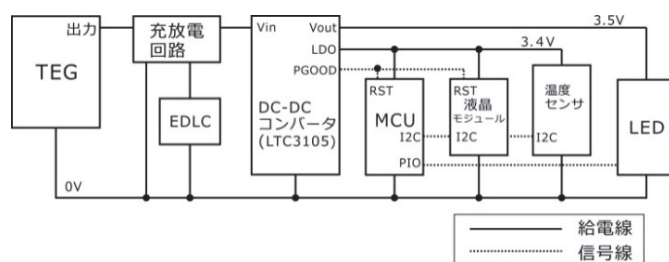 TEG
出力
充放電
回路
EDLC
Vin
Vout
LDO
PGOOD
DC-DC
コンバータ
(LTC3105)
3.5V
3.4V
RST
MCU
I2C
PIO
RST
液晶
モジュール
I2C
温度
センサ
I2C
LED
0V
給電線
信号線